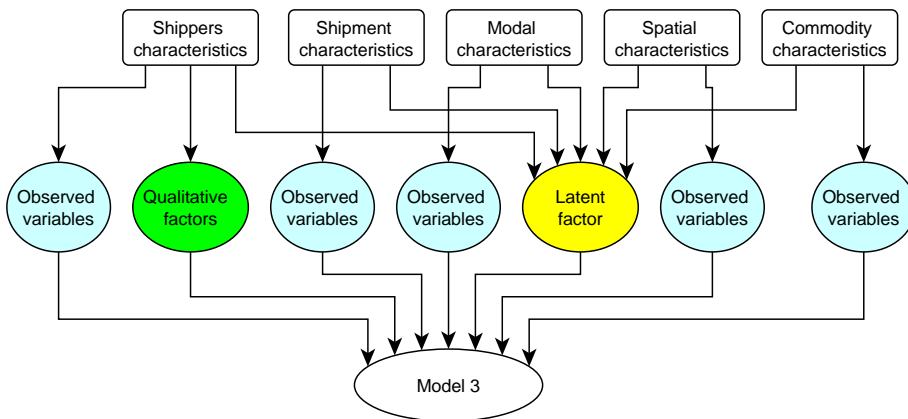 Shippers
characteristics
Shipment
characteristics
Modal
characteristics
Spatial
characteristics
Commodity
characteristics
Observed
variables
Qualitative
factors
Observed
variables
Observed
variables
Latent
factor
Observed
variables
Observed
variables
Model 3